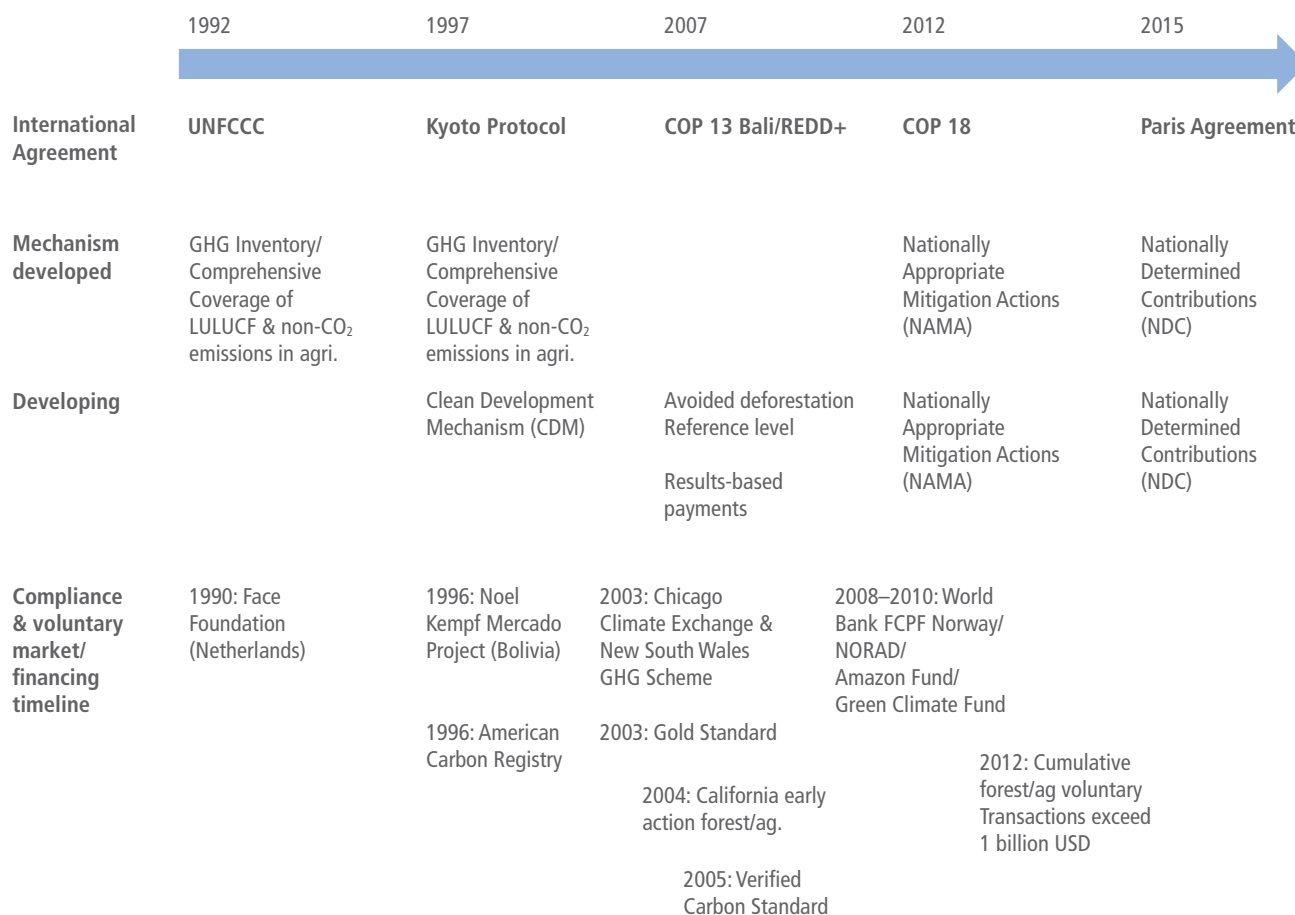 1992
1997
2007
2012
2015
International
Agreement
UNFCCC
Kyoto Protocol
COP 13 Bali/REDD+
COP 18
Paris Agreement
Mechanism
developed
GHG Inventory/
Comprehensive
Coverage of
LULUCF & non-CO₂
emissions in agri.
GHG Inventory/
Comprehensive
Coverage of
LULUCF & non-CO₂
emissions in agri.
Nationally
Appropriate
Mitigation Actions
(NAMA)
Nationally
Determined
Contributions
(NDC)
Developing
Clean Development
Mechanism (CDM)
Avoided deforestation
Reference level
Results-based
payments
Nationally
Appropriate
Mitigation Actions
(NAMA)
Nationally
Determined
Contributions
(NDC)
Compliance
& voluntary
market/
financing
timeline
1990: Face
Foundation
(Netherlands)
1996: Noel
Kempf Mercado
Project (Bolivia)
1996: American
Carbon Registry
2003: Chicago
Climate Exchange &
New South Wales
GHG Scheme
2003: Gold Standard
2004: California early
action forest/ag.
2005: Verified
Carbon Standard
2008–2010: World
Bank FCPF Norway/
NORAD/
Amazon Fund/
Green Climate Fund
2012: Cumulative
forest/ag voluntary
Transactions exceed
1 billion USD